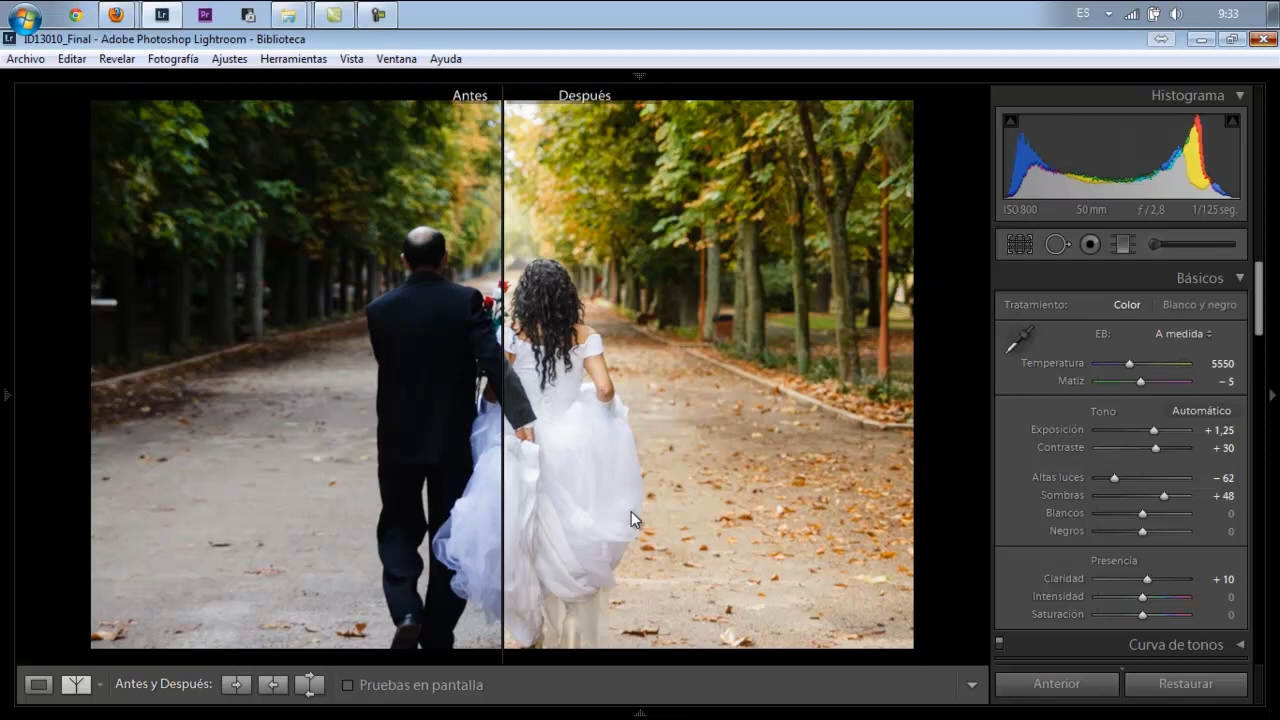 Lr
Pr
ES
9:33
Lr ID13010_Final - Adobe Photoshop Lightroom - Biblioteca
Archivo Editar Revelar Fotografía Ajustes Herramientas Vista Ventana Ayuda
Antes Después
Histograma
ISO 800 50 mm ƒ / 2,8 1/125 seg.
Básicos
Tratamiento: Color Blanco y negro
EB: A medida
Temperatura 5550
Matiz – 5
Tono Automático
Exposición + 1,25
Contraste + 30
Altas luces – 62
Sombras + 48
Blancos 0
Negros 0
Presencia
Claridad + 10
Intensidad 0
Saturación 0
Curva de tonos
Antes y Después: Pruebas en pantalla
Anterior Restaurar